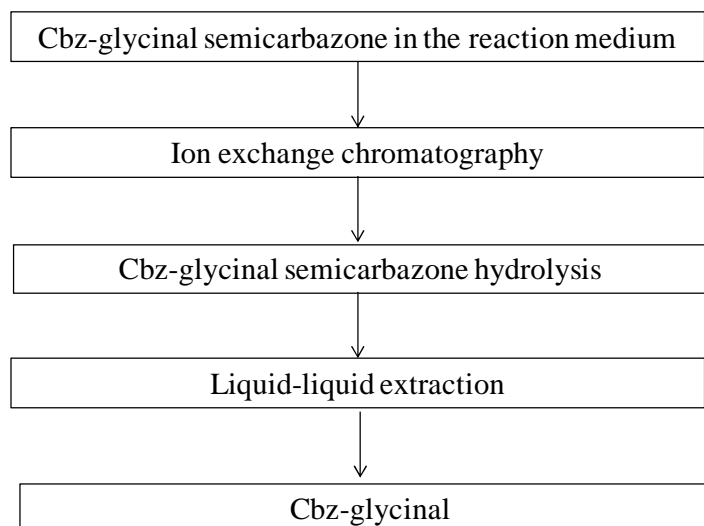 Cbz-glycinal semicarbazone in the reaction medium
Ion exchange chromatography
Cbz-glycinal semicarbazone hydrolysis
Liquid-liquid extraction
Cbz-glycinal